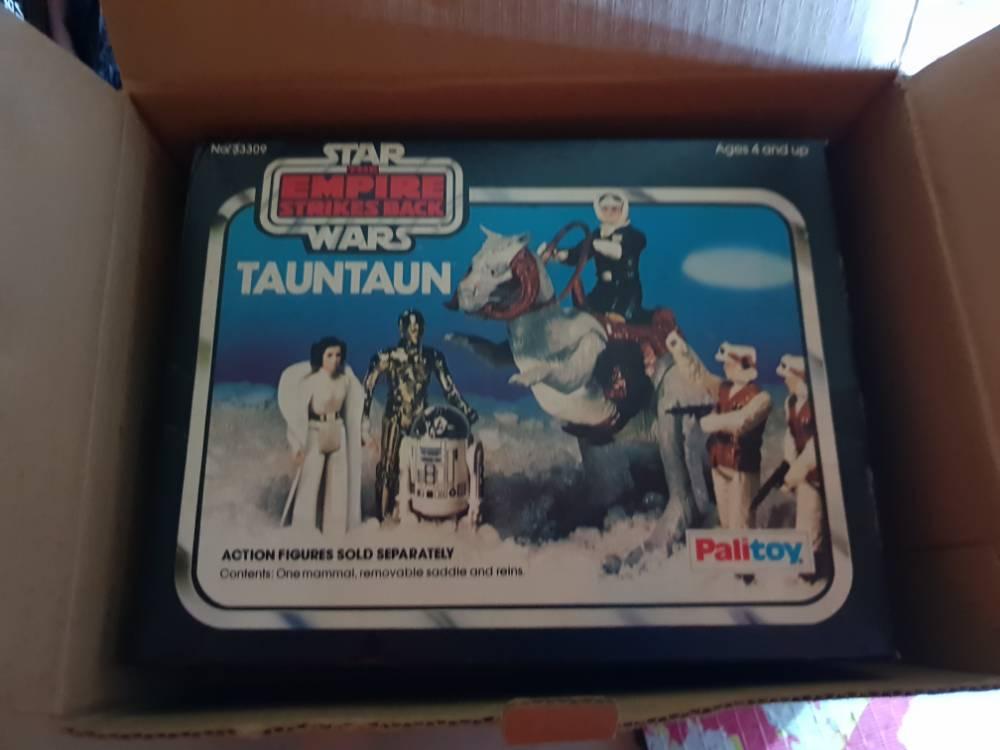 No. 33309
Ages 4 and up
STAR
THE
EMPIRE
STRIKES BACK
WARS
TAUNTAUN
Palitoy
ACTION FIGURES SOLD SEPARATELY
Contents: One mammal, removable saddle and reins.